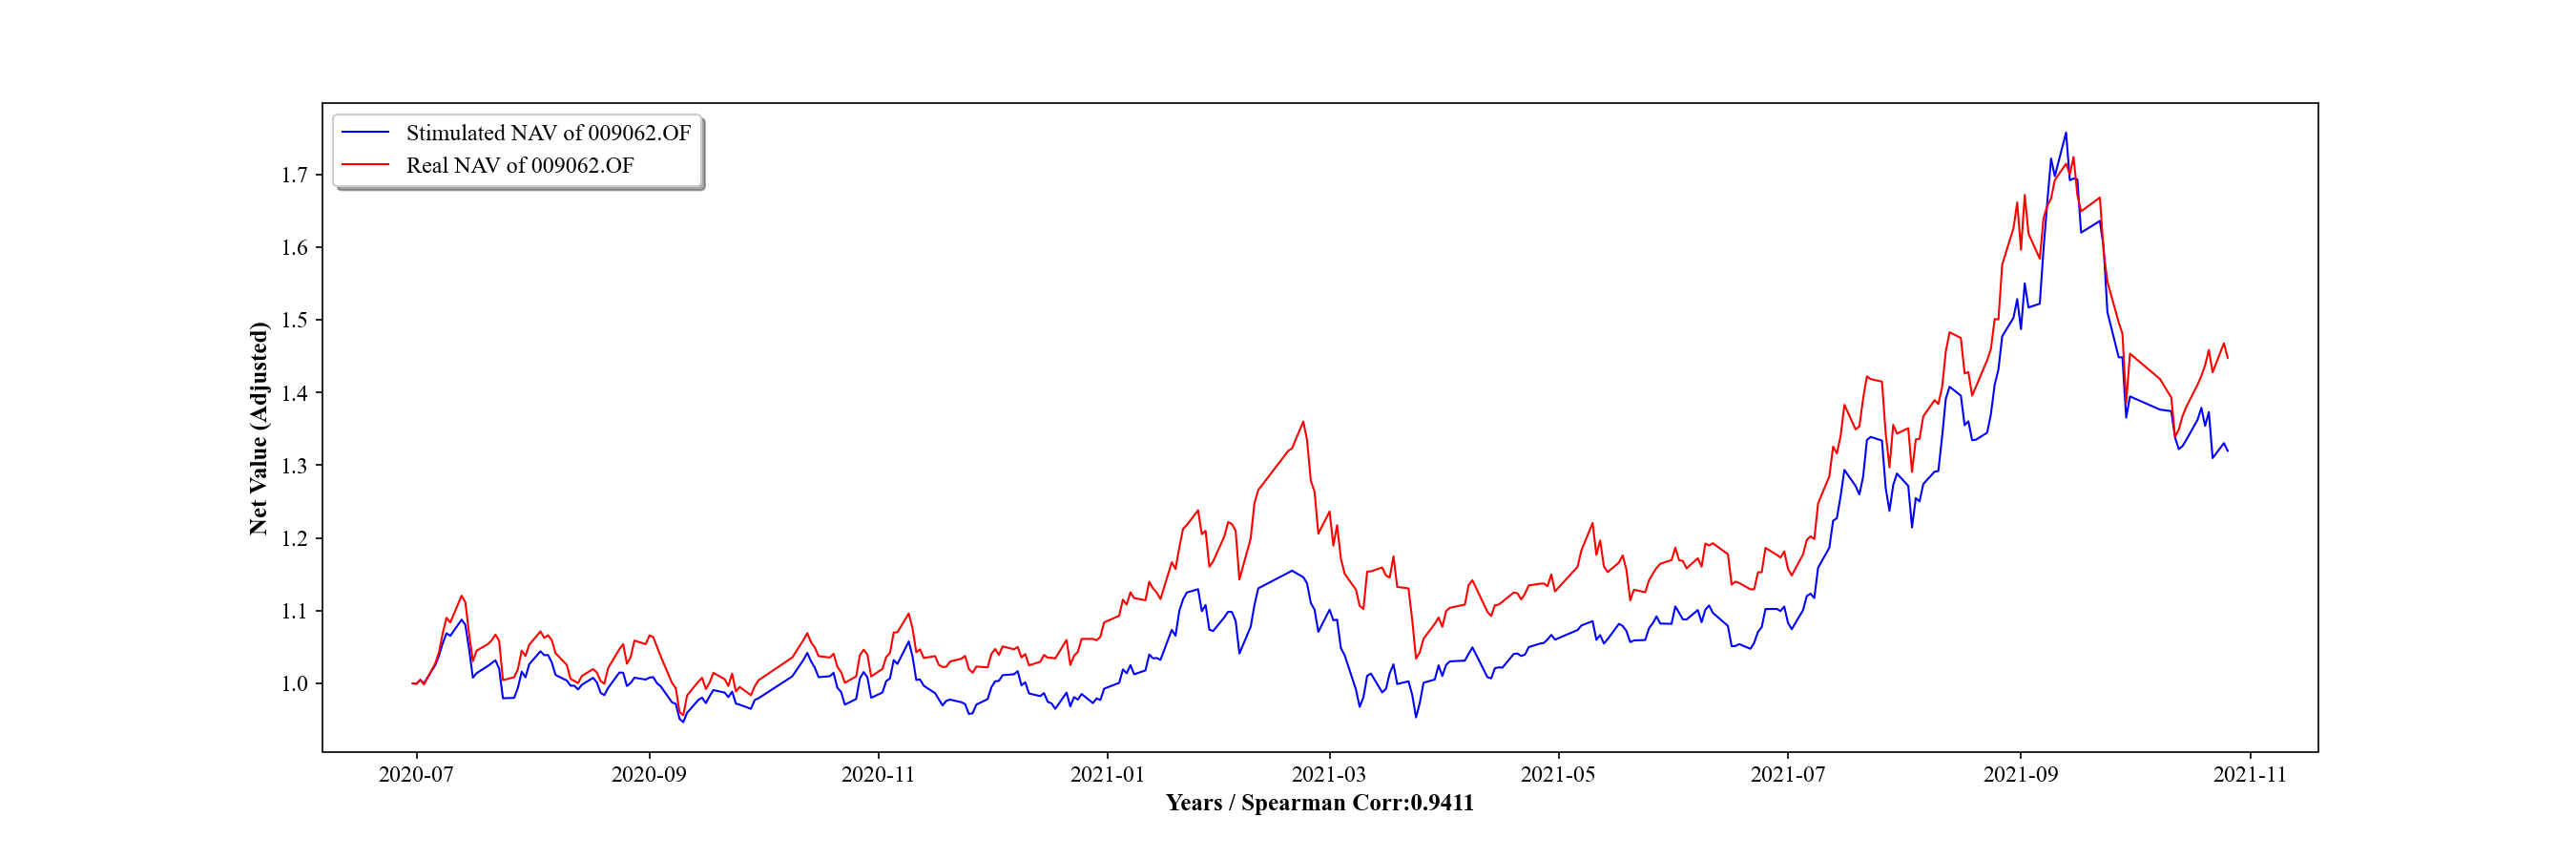 Stimulated NAV of 009062.OF
Real NAV of 009062.OF
1.7
1.6
1.5
1.4
1.3
1.2
1.1
1.0
Net Value (Adjusted)
2020-07 2020-09 2020-11 2021-01 2021-03 2021-05 2021-07 2021-09 2021-11
Years / Spearman Corr:0.9411